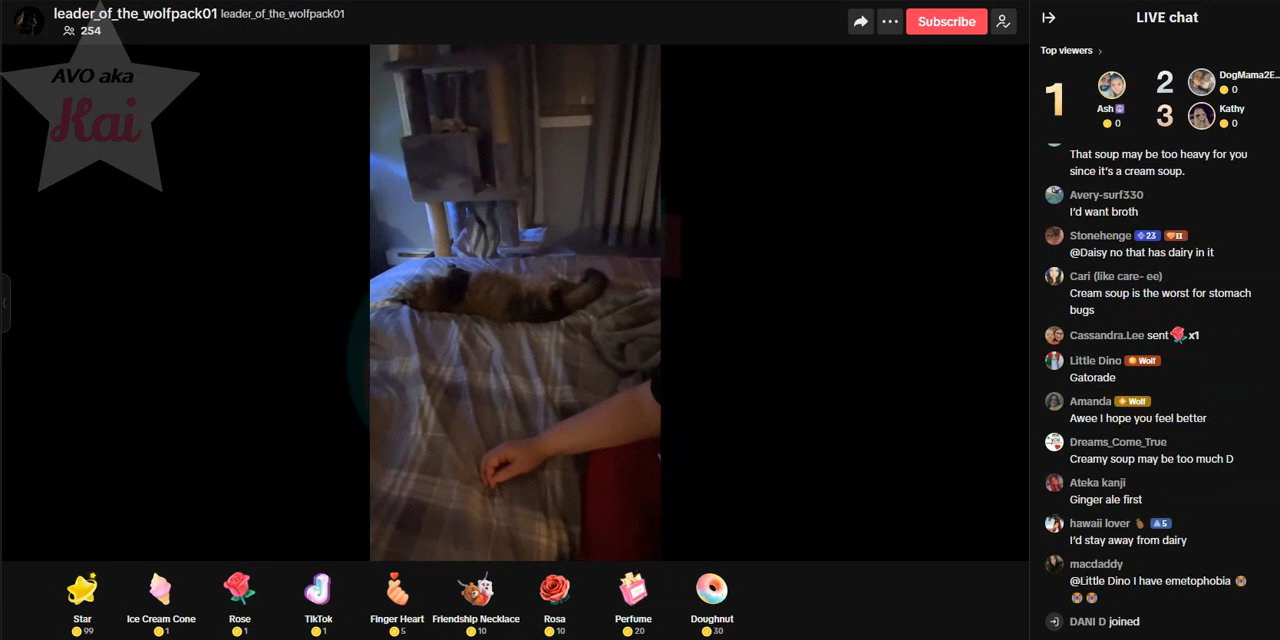 leader_of_the_wolfpack01 leader_of_the_wolfpack01
254
Subscribe
AVO aka
Kai
LIVE chat
Top viewers
1
Ash
0
2
DogMama2E...
0
3
Kathy
0
That soup may be too heavy for you
since it's a cream soup.
Avery-surf330
I'd want broth
Stonehenge 23 II
@Daisy no that has dairy in it
Cari (like care- ee)
Cream soup is the worst for stomach
bugs
Cassandra.Lee sent x1
Little Dino Wolf
Gatorade
Amanda Wolf
Awee I hope you feel better
Dreams_Come_True
Creamy soup may be too much D
Ateka kanji
Ginger ale first
hawaii lover 5
I'd stay away from dairy
macdaddy
@Little Dino I have emetophobia
DANI D joined
Star
99
Ice Cream Cone
1
Rose
1
TikTok
1
Finger Heart
5
Friendship Necklace
10
Rosa
10
Perfume
20
Doughnut
30